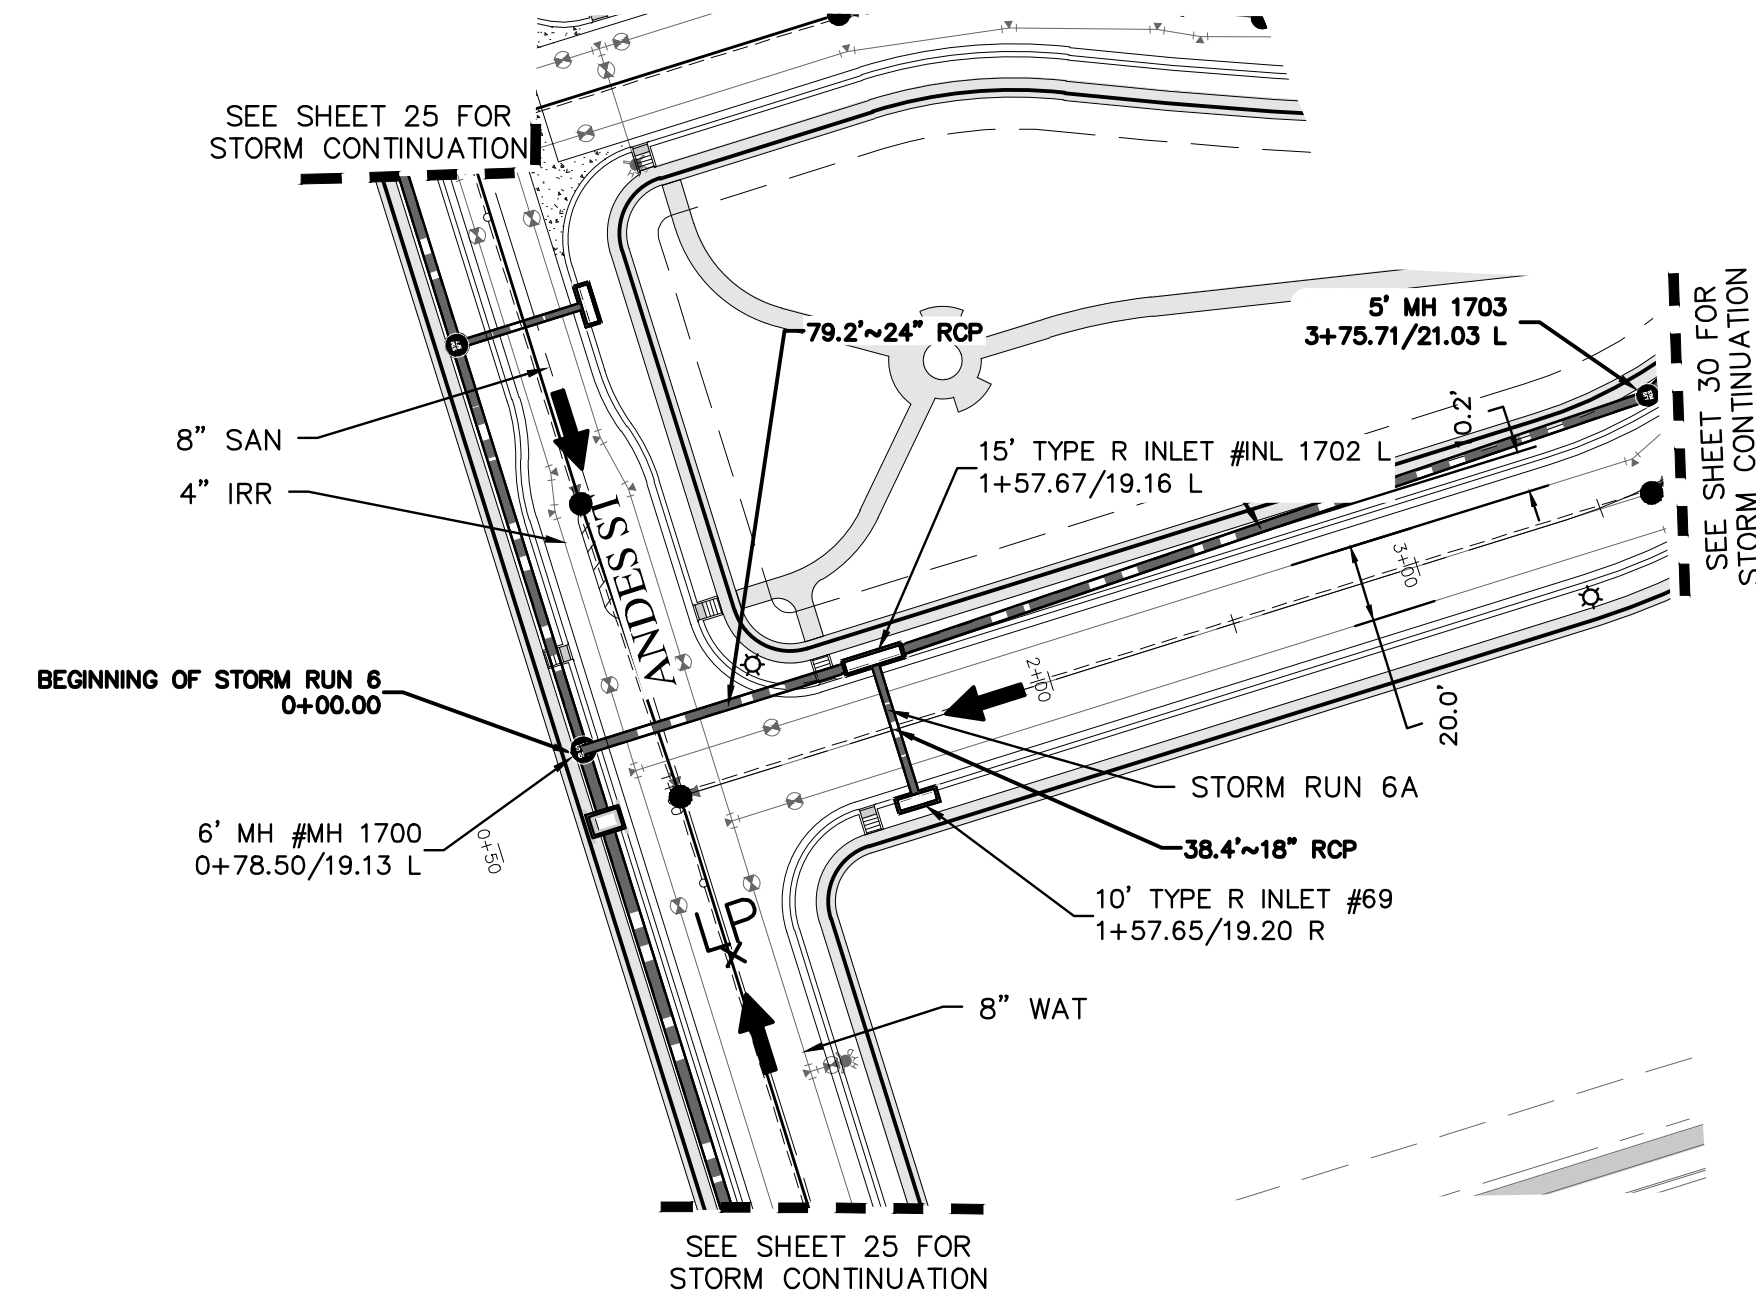 SEE SHEET 25 FOR
STORM CONTINUATION
5' MH 1703
3+75.71/21.03 L
SEE SHEET 30 FOR
STORM CONTINUATION
79.2'~24" RCP
10.2'
8" SAN
15' TYPE R INLET #INL 1702 L
1+57.67/19.16 L
4" IRR
ANDES ST
3+00
BEGINNING OF STORM RUN 6
0+00.00
2+00
20.0'
STORM RUN 6A
6' MH #MH 1700
0+78.50/19.13 L
0+50
38.4'~18" RCP
10' TYPE R INLET #69
1+57.65/19.20 R
LP
8" WAT
SEE SHEET 25 FOR
STORM CONTINUATION